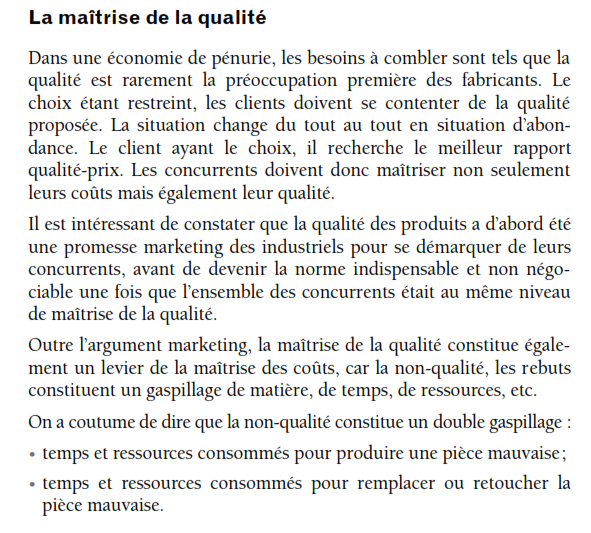 La maîtrise de la qualité
Dans une économie de pénurie, les besoins à combler sont tels que la
qualité est rarement la préoccupation première des fabricants. Le
choix étant restreint, les clients doivent se contenter de la qualité
proposée. La situation change du tout au tout en situation d'abon-
dance. Le client ayant le choix, il recherche le meilleur rapport
qualité-prix. Les concurrents doivent donc maîtriser non seulement
leurs coûts mais également leur qualité.
Il est intéressant de constater que la qualité des produits a d'abord été
une promesse marketing des industriels pour se démarquer de leurs
concurrents, avant de devenir la norme indispensable et non négo-
ciable une fois que l'ensemble des concurrents était au même niveau
de maîtrise de la qualité.
Outre l'argument marketing, la maîtrise de la qualité constitue égale-
ment un levier de la maîtrise des coûts, car la non-qualité, les rebuts
constituent un gaspillage de matière, de temps, de ressources, etc.
On a coutume de dire que la non-qualité constitue un double gaspillage :
• temps et ressources consommés pour produire une pièce mauvaise ;
• temps et ressources consommés pour remplacer ou retoucher la
pièce mauvaise.